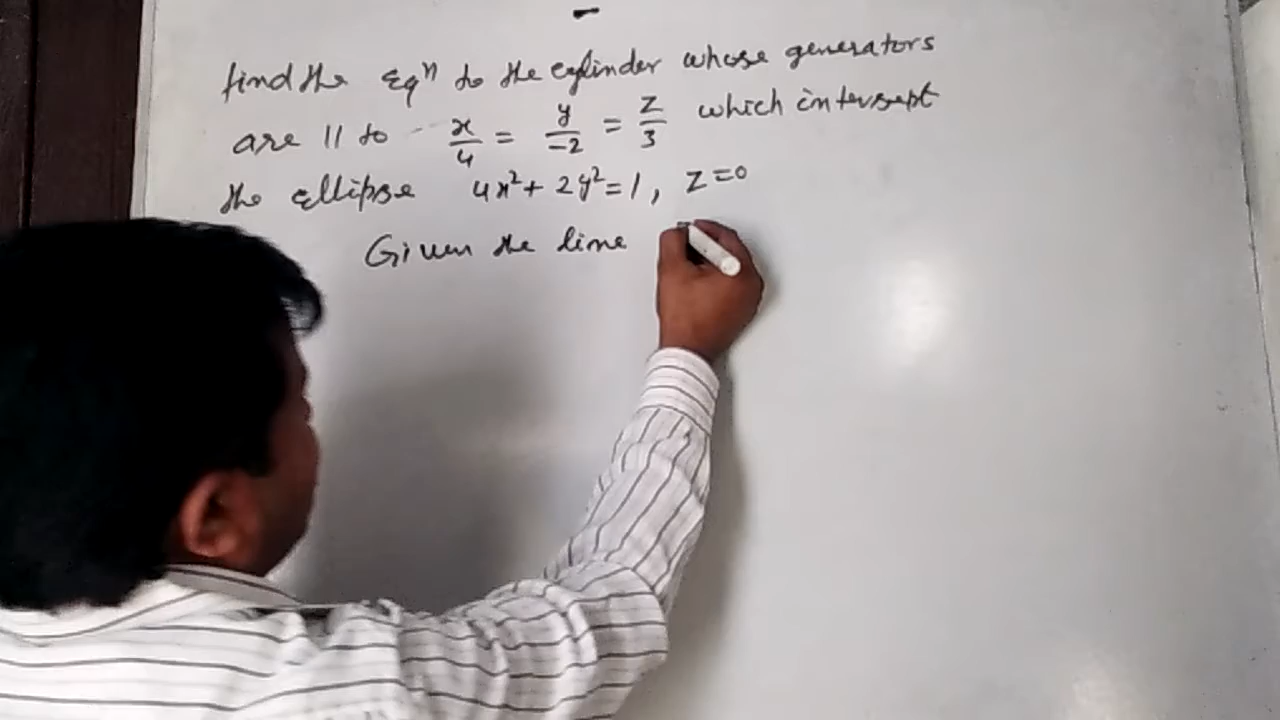 find the Eqⁿ to the cylinder whose generators
are || to x/4 = y/-2 = z/3 which intersept
the ellipse 4x² + 2y² = 1, z = 0
Given the line